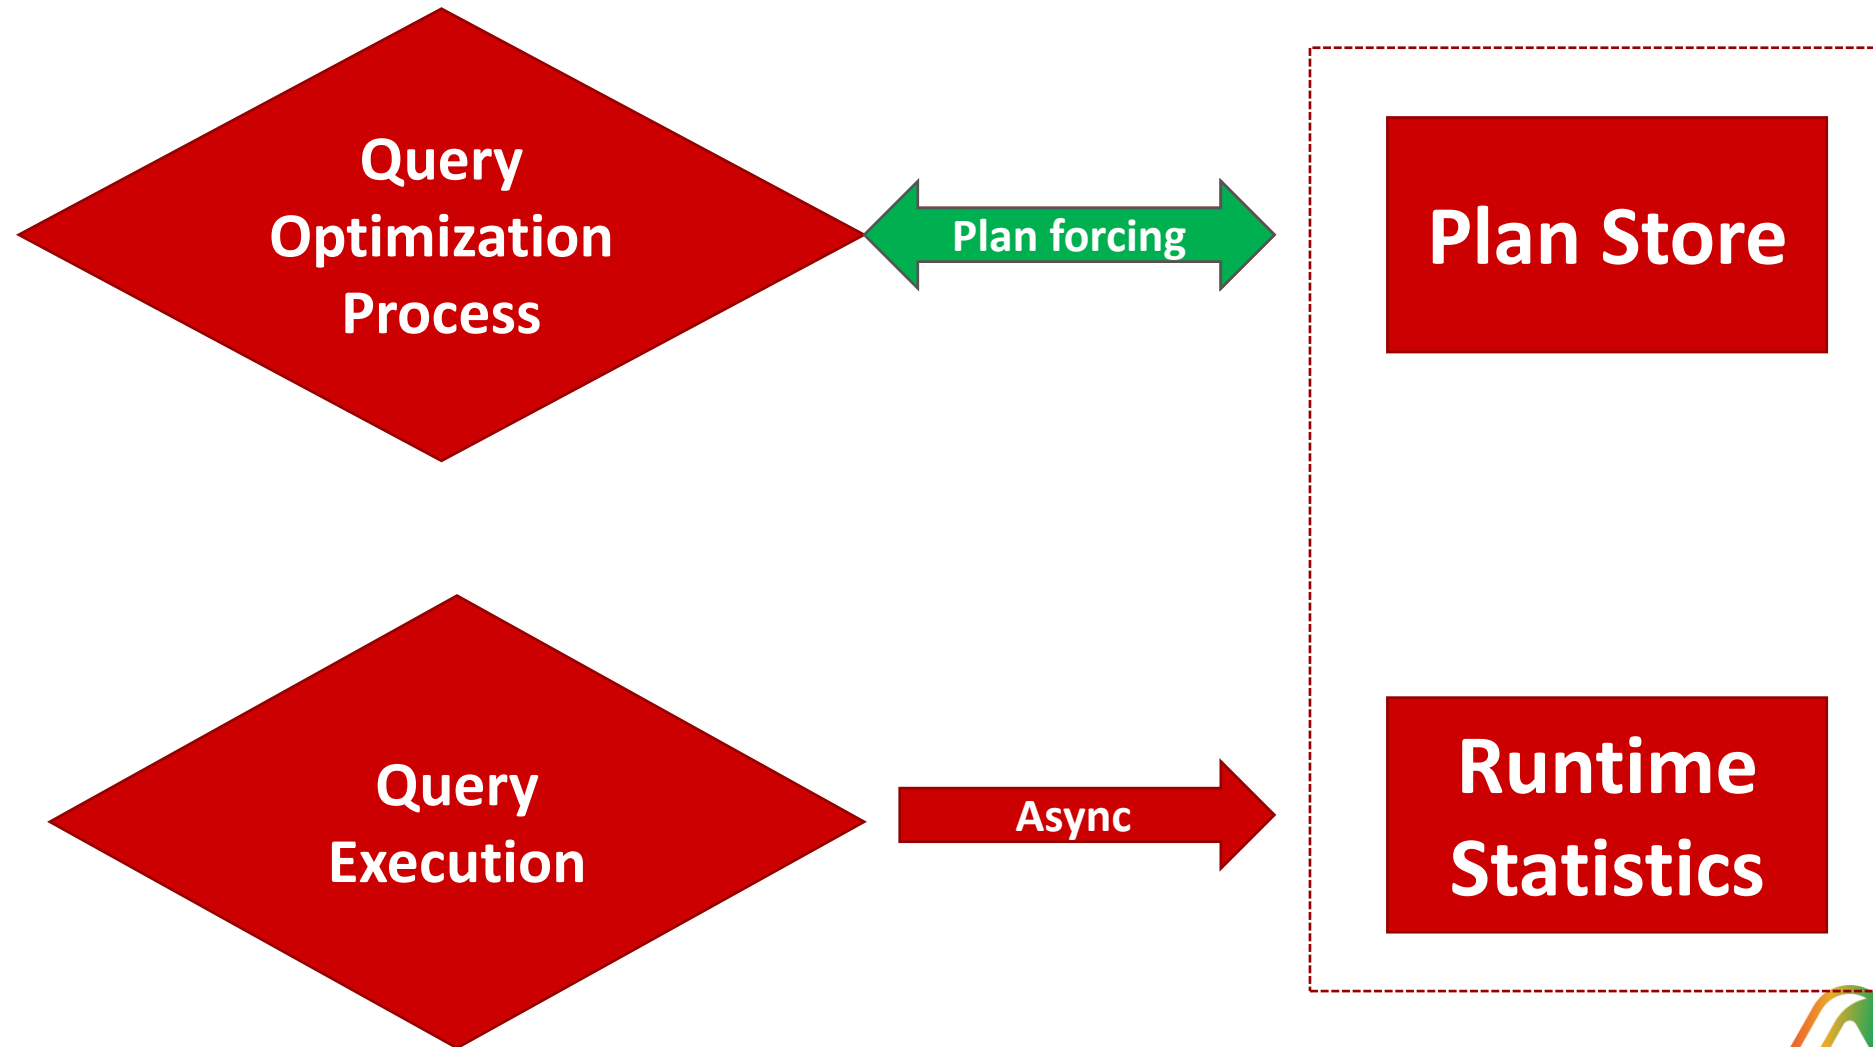 Query
Optimization
Process
Plan forcing
Plan Store
Query
Execution
Async
Runtime
Statistics